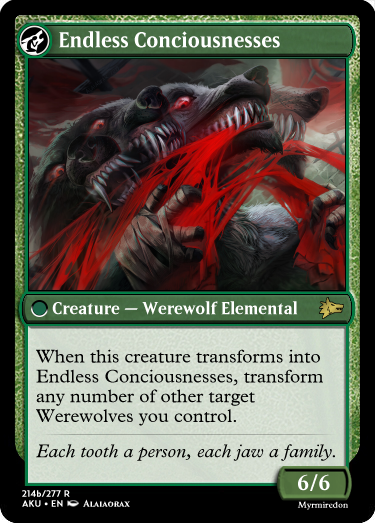 Endless Conciousnesses
Creature — Werewolf Elemental
When this creature transforms into
Endless Conciousnesses, transform
any number of other target
Werewolves you control.
Each tooth a person, each jaw a family.
6/6
214b/277 R
AKU • EN Alaiaorax
Myrmiredon